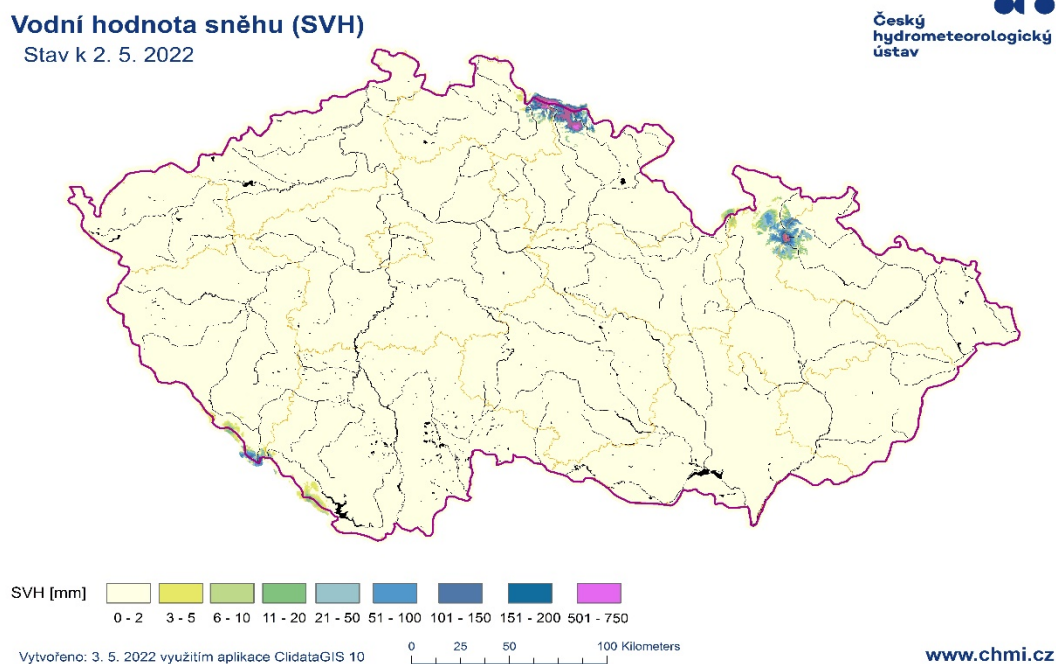 Vodní hodnota sněhu (SVH)
Stav k 2. 5. 2022
Český
hydrometeorologický
ústav
SVH [mm]
0 - 2
3 - 5
6 - 10
11 - 20
21 - 50
51 - 100
101 - 150
151 - 200
501 - 750
0 25 50 100 Kilometers
Vytvořeno: 3. 5. 2022 využitím aplikace ClidataGIS 10
www.chmi.cz